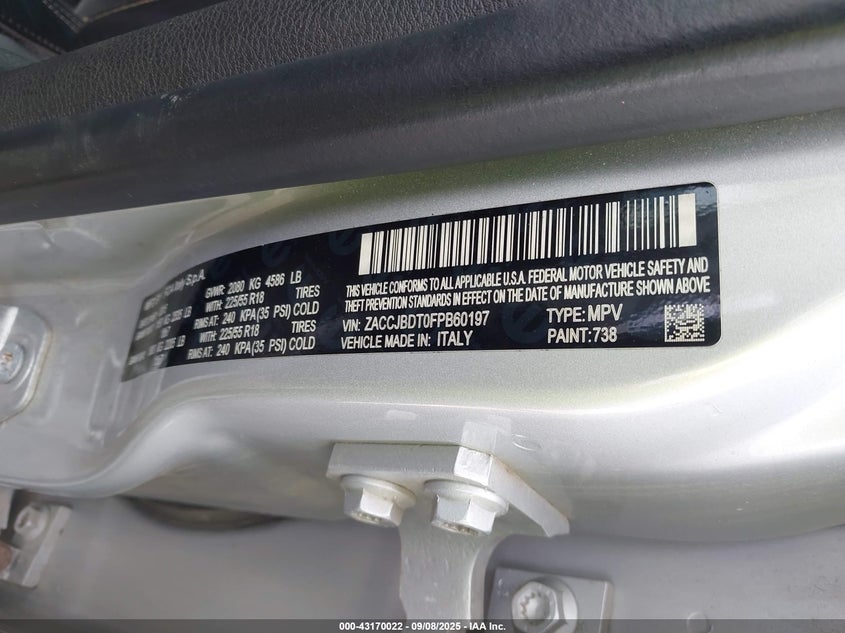 Italy S.p.A.
GVWR: 2080 KG 4586 LB
WITH: 225/55 R18 TIRES
RIMS AT: 240 KPA(35 PSI) COLD
WITH: 225/55 R18 TIRES
RIMS AT: 240 KPA(35 PSI) COLD
THIS VEHICLE CONFORMS TO ALL APPLICABLE U.S.A. FEDERAL MOTOR VEHICLE SAFETY AND
THEFT PREVENTION STANDARDS IN EFFECT ON THE DATE OF MANUFACTURE SHOWN ABOVE.
VIN: ZACCJBDT0FPB60197 TYPE: MPV
VEHICLE MADE IN: ITALY PAINT: 738
000-43170022 - 09/08/2025 - IAA Inc.